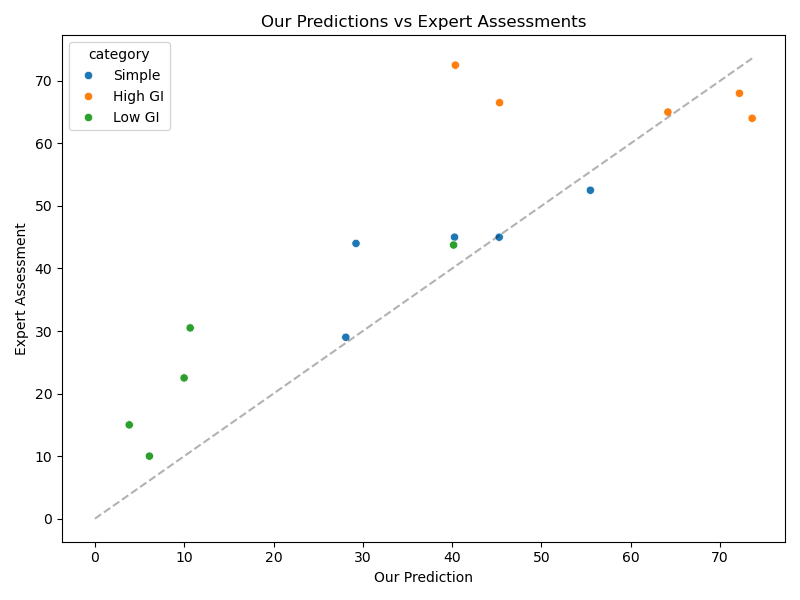 Our Predictions vs Expert Assessments
category
Simple
High GI
Low GI
Expert Assessment
70
60
50
40
30
20
10
0
0 10 20 30 40 50 60 70
Our Prediction